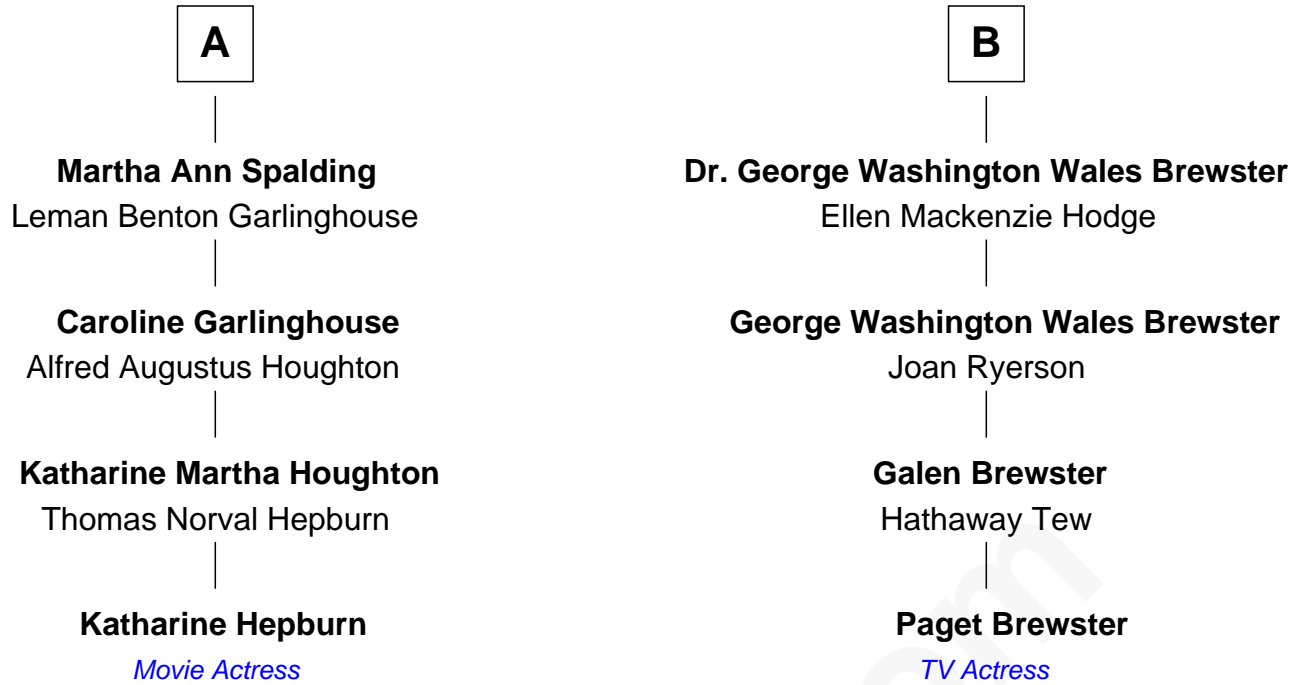 A
Martha Ann Spalding
Leman Benton Garlinghouse
Caroline Garlinghouse
Alfred Augustus Houghton
Katharine Martha Houghton
Thomas Norval Hepburn
Katharine Hepburn
Movie Actress
B
Dr. George Washington Wales Brewster
Ellen Mackenzie Hodge
George Washington Wales Brewster
Joan Ryerson
Galen Brewster
Hathaway Tew
Paget Brewster
TV Actress